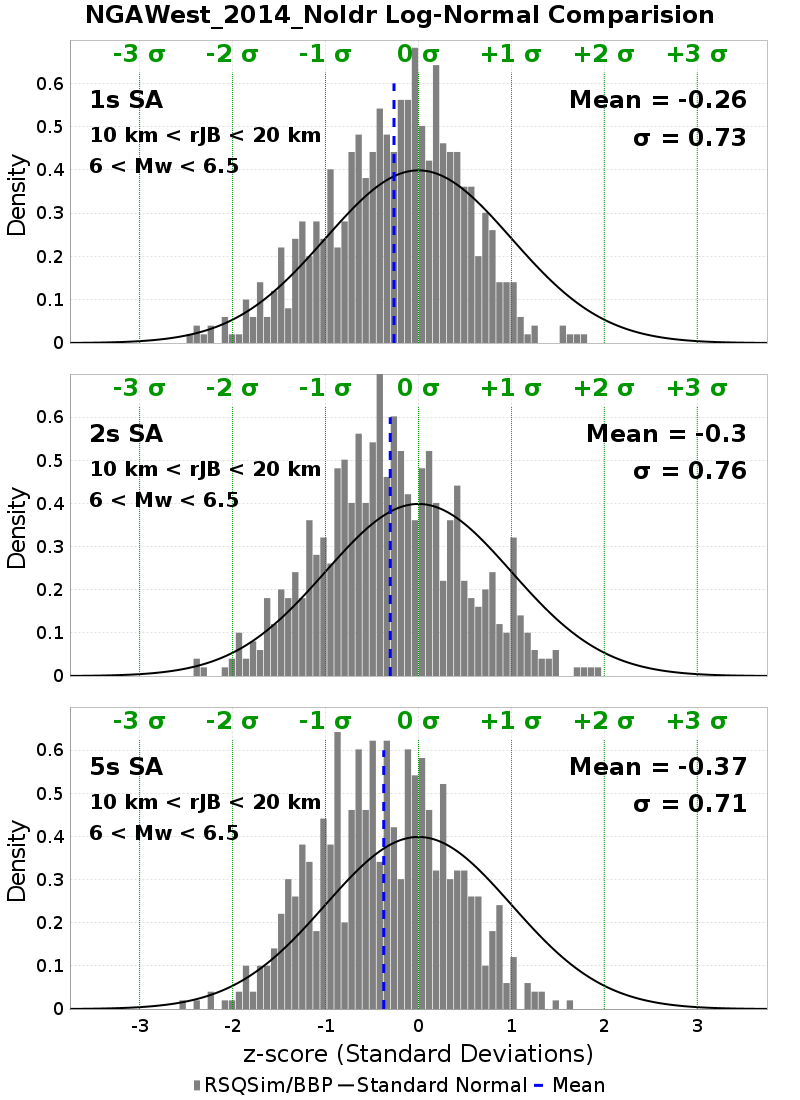 NGAWest_2014_NoIdr Log-Normal Comparision
-3 σ -2 σ -1 σ 0 σ +1 σ +2 σ +3 σ
1s SA
Mean = -0.26
10 km < rJB < 20 km
σ = 0.73
6 < Mw < 6.5
Density
0.6
0.5
0.4
0.3
0.2
0.1
0
-3 σ -2 σ -1 σ 0 σ +1 σ +2 σ +3 σ
2s SA
Mean = -0.3
10 km < rJB < 20 km
σ = 0.76
6 < Mw < 6.5
Density
0.6
0.5
0.4
0.3
0.2
0.1
0
-3 σ -2 σ -1 σ 0 σ +1 σ +2 σ +3 σ
5s SA
Mean = -0.37
10 km < rJB < 20 km
σ = 0.71
6 < Mw < 6.5
Density
0.6
0.5
0.4
0.3
0.2
0.1
0
-3 -2 -1 0 1 2 3
z-score (Standard Deviations)
RSQSim/BBP Standard Normal Mean